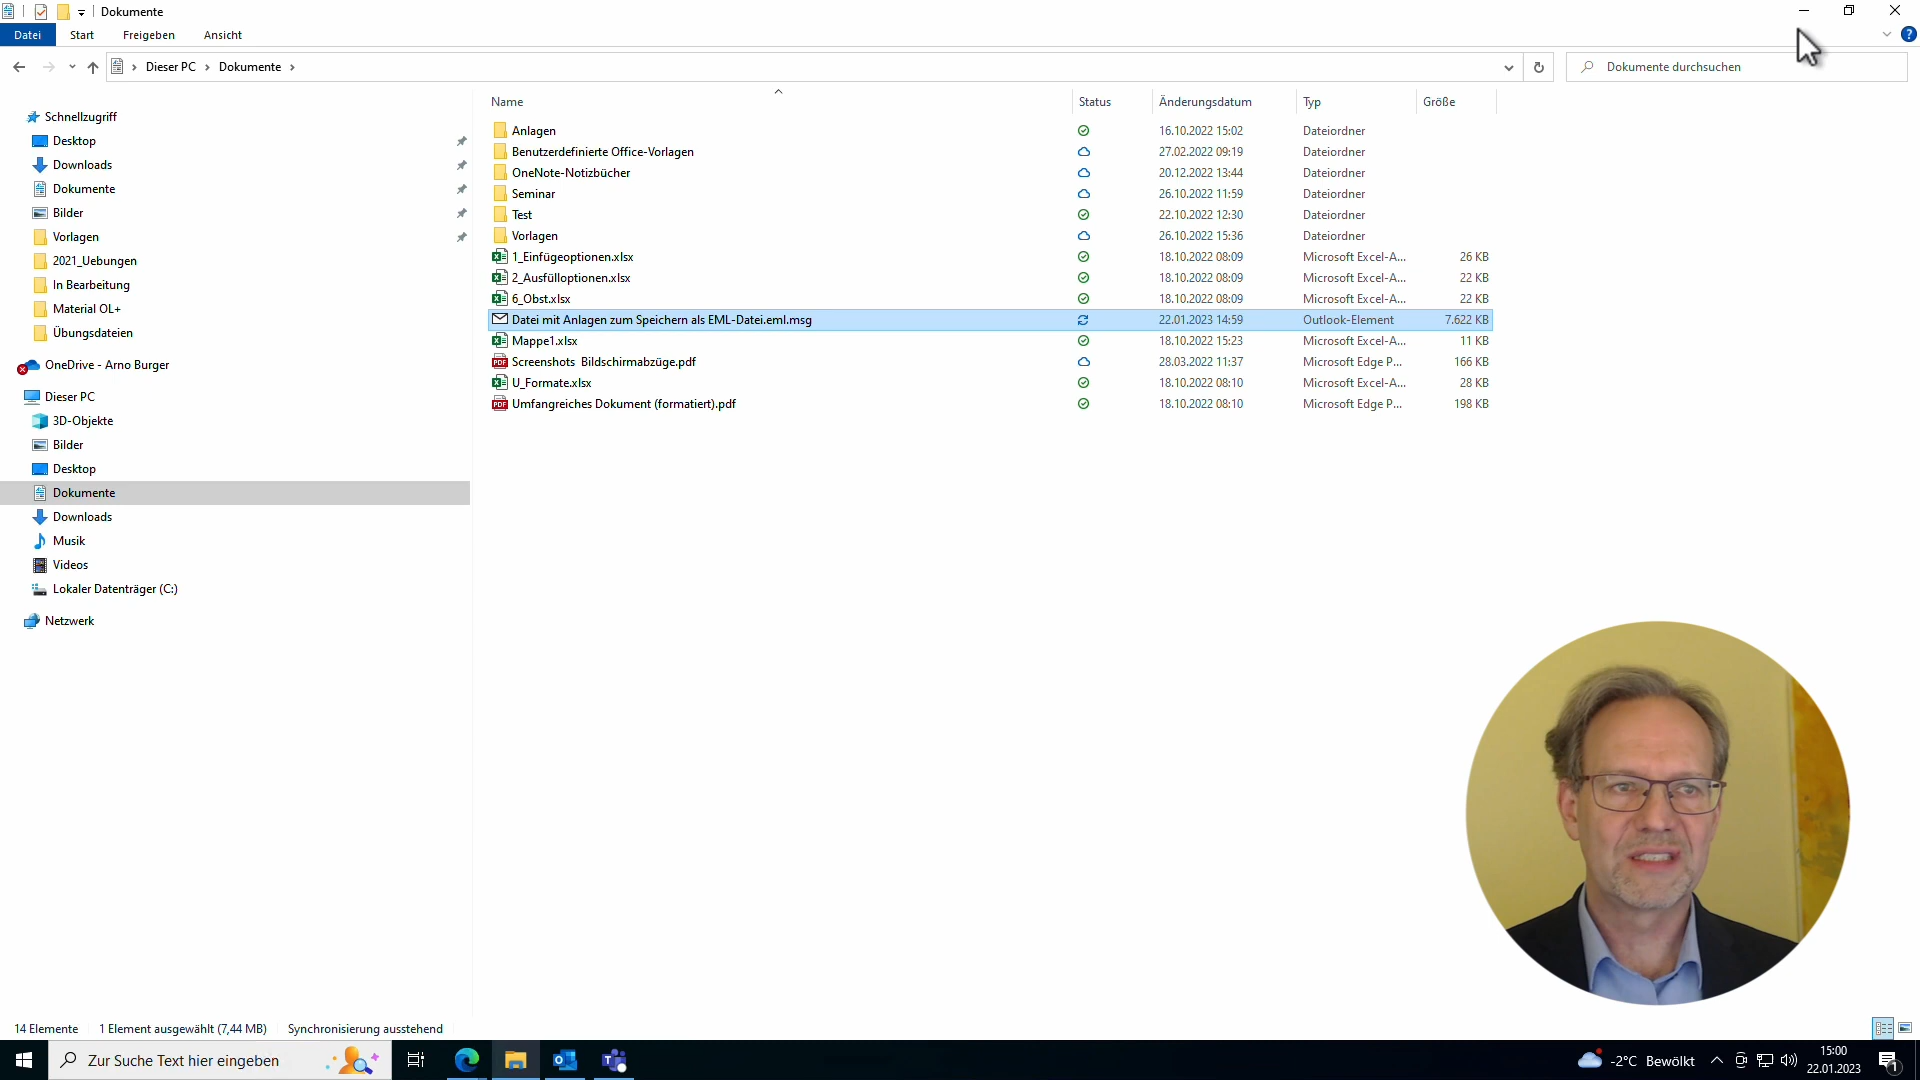 Dokumente
Datei Start Freigeben Ansicht
?
Dieser PC Dokumente
Dokumente durchsuchen
Name Status Änderungsdatum Typ Größe
Schnellzugriff
Desktop
Downloads
Dokumente
Bilder
Vorlagen
2021_Uebungen
In Bearbeitung
Material OL+
Übungsdateien
OneDrive - Arno Burger
Dieser PC
3D-Objekte
Bilder
Desktop
Dokumente
Downloads
Musik
Videos
Lokaler Datenträger (C:)
Netzwerk
Anlagen 16.10.2022 15:02 Dateiordner
Benutzerdefinierte Office-Vorlagen 27.02.2022 09:19 Dateiordner
OneNote-Notizbücher 20.12.2022 13:44 Dateiordner
Seminar 26.10.2022 11:59 Dateiordner
Test 22.10.2022 12:30 Dateiordner
Vorlagen 26.10.2022 15:36 Dateiordner
1_Einfügeoptionen.xlsx 18.10.2022 08:09 Microsoft Excel-A... 26 KB
2_Ausfülloptionen.xlsx 18.10.2022 08:09 Microsoft Excel-A... 22 KB
6_Obst.xlsx 18.10.2022 08:09 Microsoft Excel-A... 22 KB
Datei mit Anlagen zum Speichern als EML-Datei.eml.msg 22.01.2023 14:59 Outlook-Element 7.622 KB
Mappe1.xlsx 18.10.2022 15:23 Microsoft Excel-A... 11 KB
PDF Screenshots Bildschirmabzüge.pdf 28.03.2022 11:37 Microsoft Edge P... 166 KB
U_Formate.xlsx 18.10.2022 08:10 Microsoft Excel-A... 28 KB
PDF Umfangreiches Dokument (formatiert).pdf 18.10.2022 08:10 Microsoft Edge P... 198 KB
14 Elemente 1 Element ausgewählt (7,44 MB) Synchronisierung ausstehend
Zur Suche Text hier eingeben
-2°C Bewölkt
15:00
22.01.2023
1